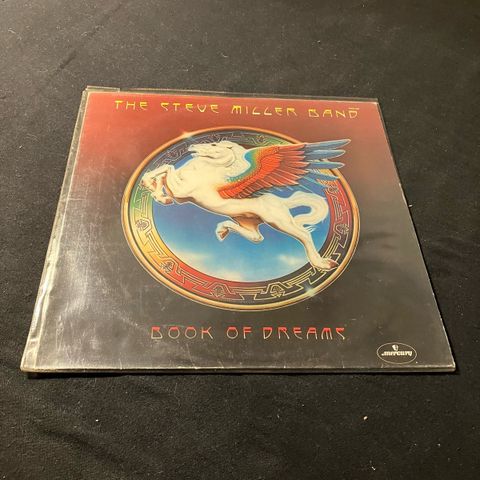 THE STEVE MILLER BAND
BOOK OF DREAMS
mercury